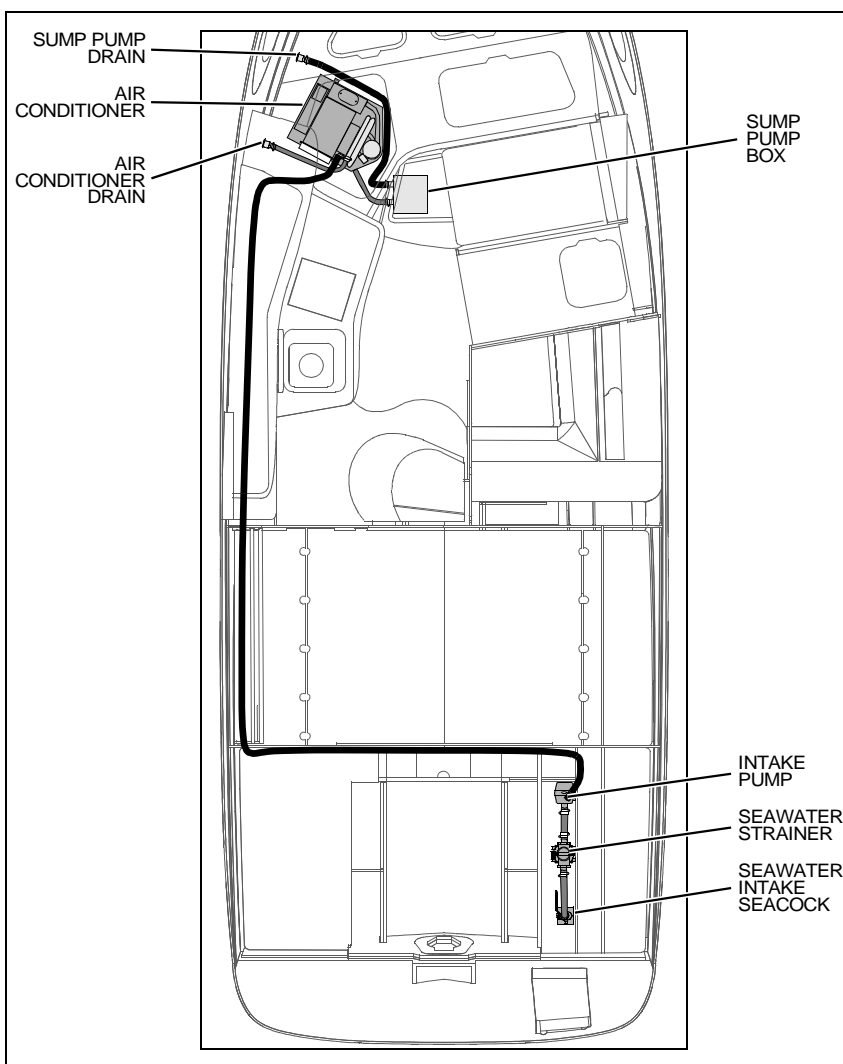 SUMP PUMP
DRAIN
AIR
CONDITIONER
AIR
CONDITIONER
DRAIN
SUMP
PUMP
BOX
INTAKE
PUMP
SEAWATER
STRAINER
SEAWATER
INTAKE
SEACOCK